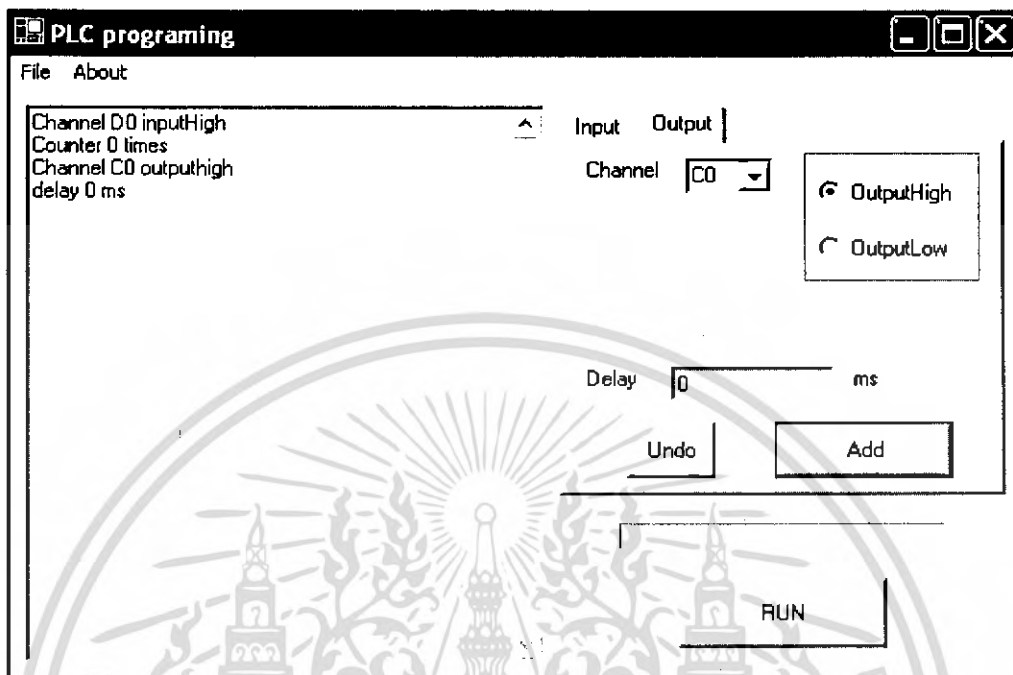 PLC programing
File About
Channel D0 inputHigh
Counter 0 times
Channel C0 outputhigh
delay 0 ms
Input Output
Channel C0
OutputHigh
OutputLow
Delay 0 ms
Undo Add
RUN